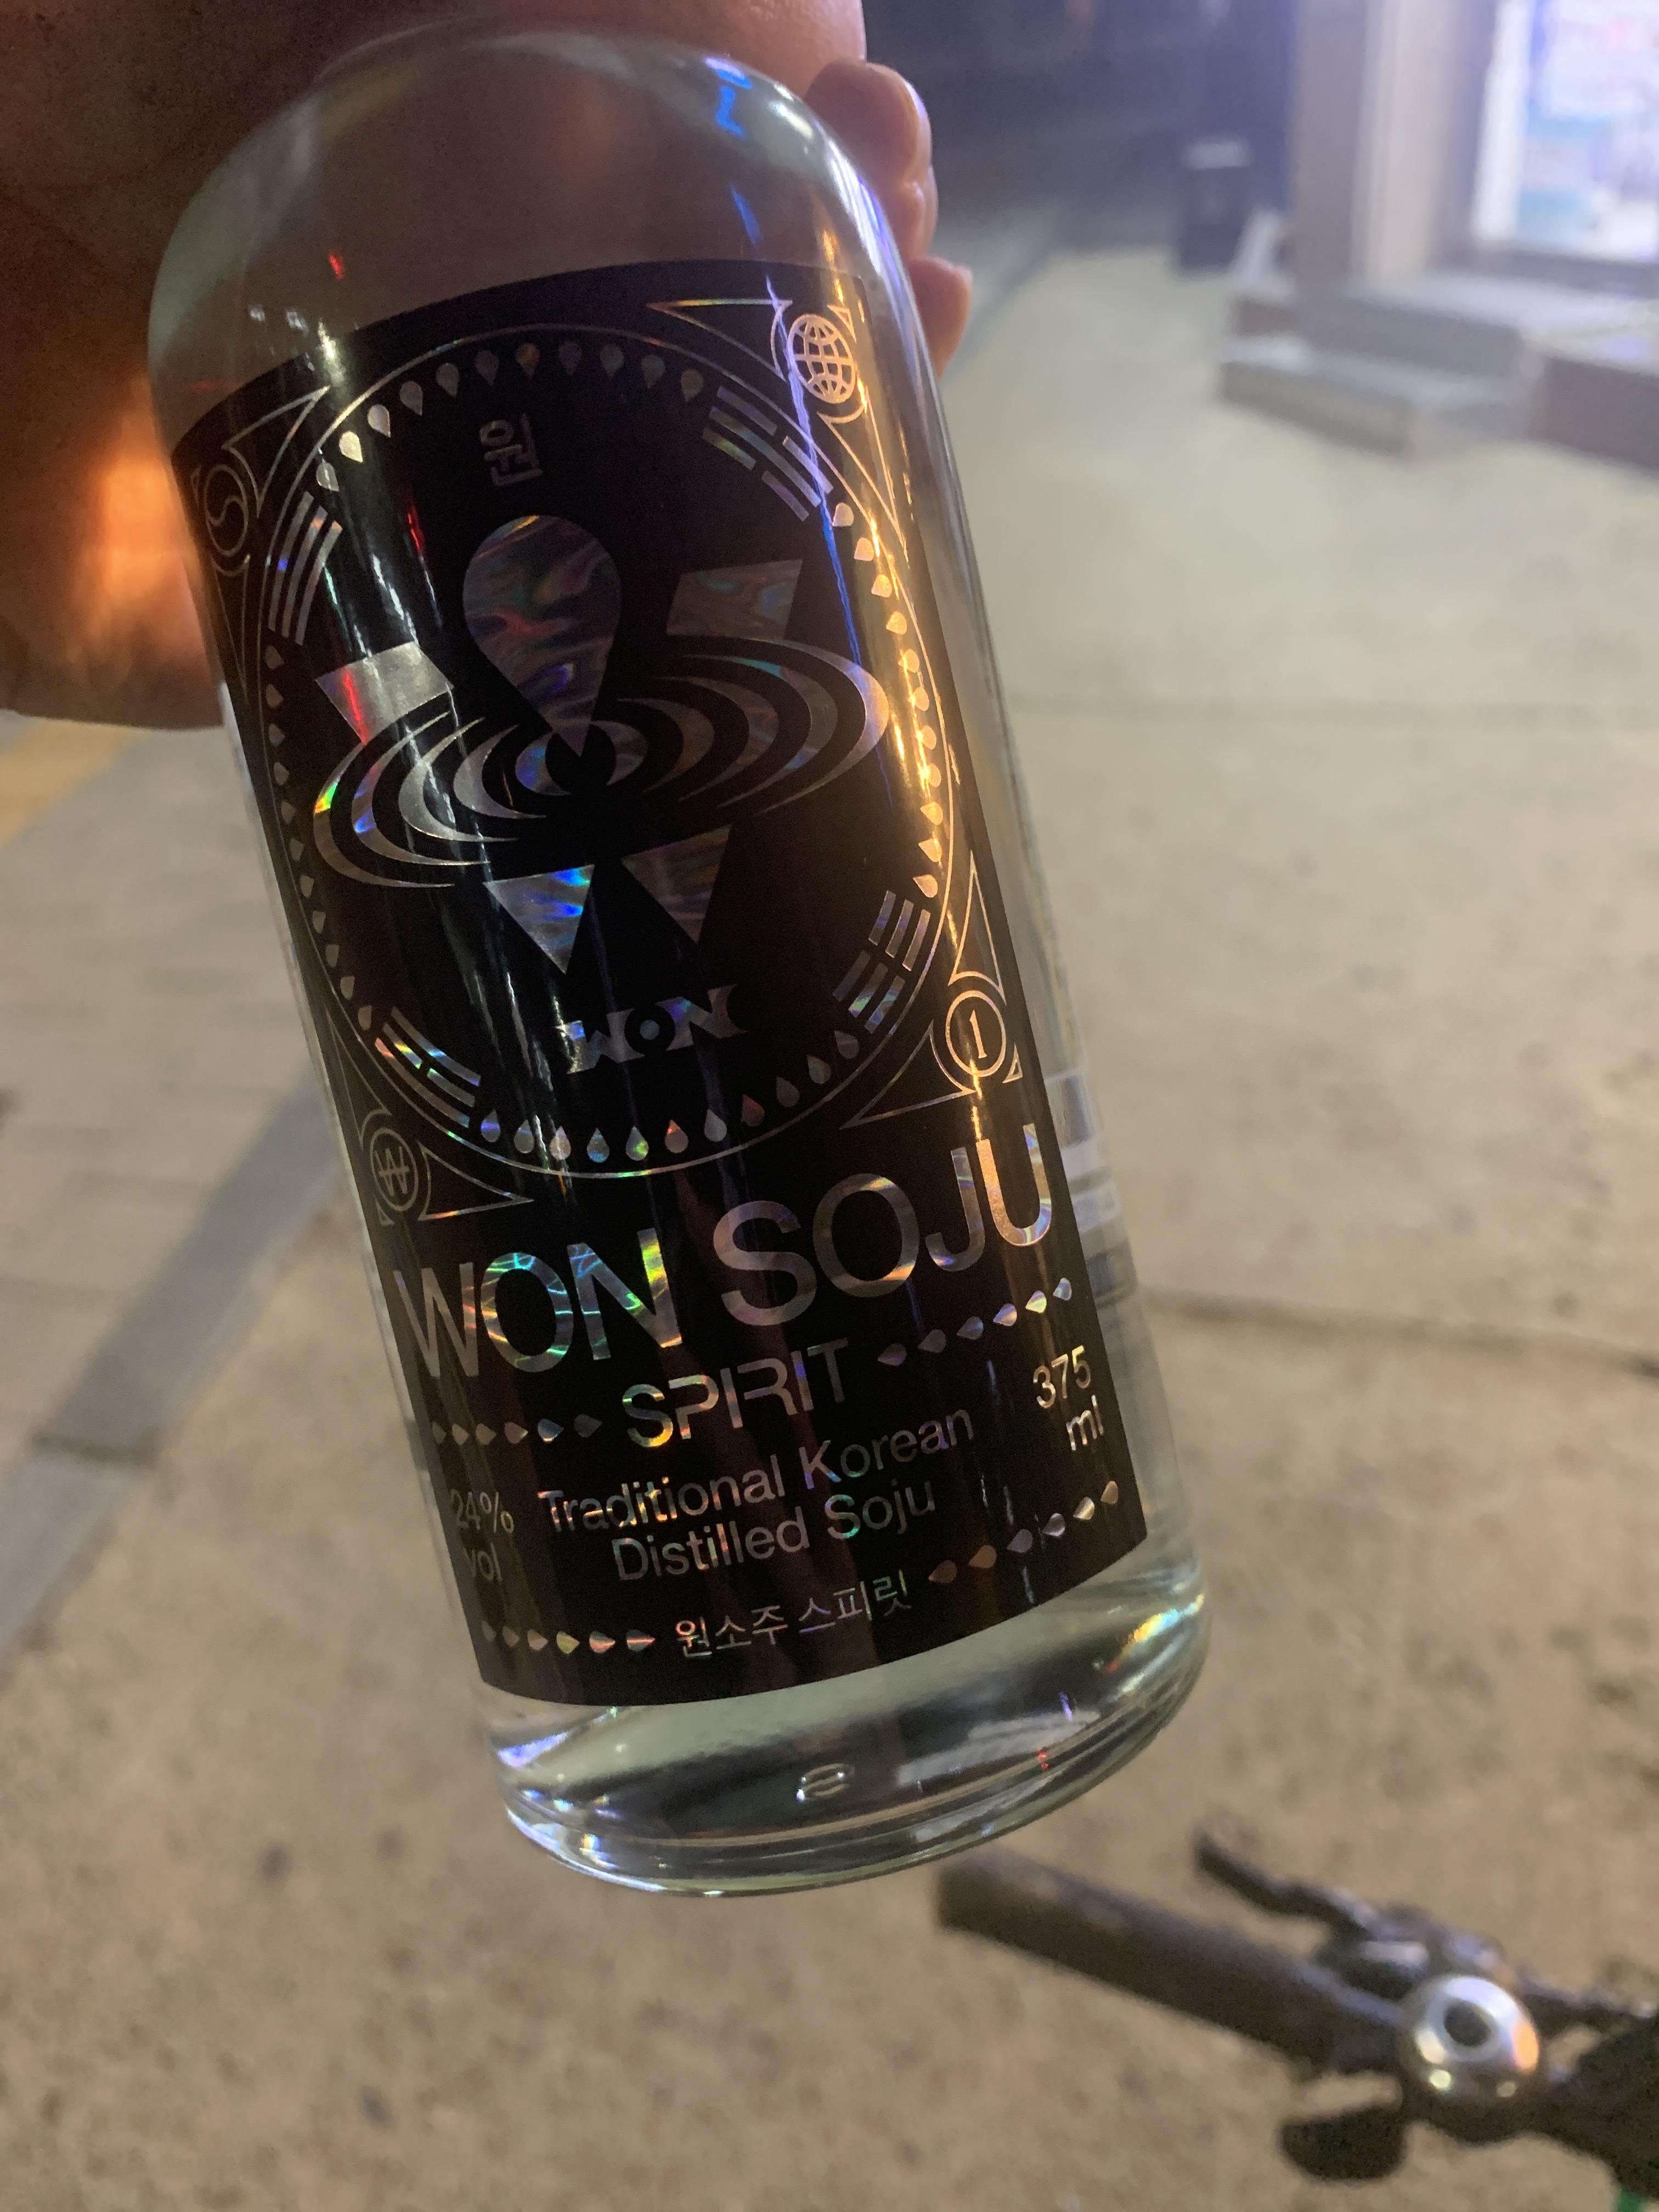 원
WON
1
₩
WON SOJU
SPIRIT
375
ml
24%
vol
Traditional Korean
Distilled Soju
원소주 스피릿